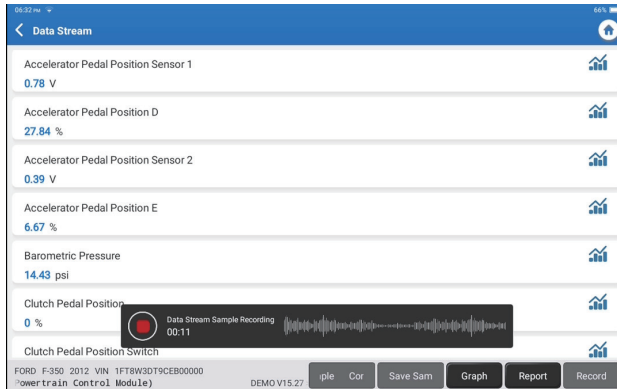 06:32 PM
66%
Data Stream
Accelerator Pedal Position Sensor 1
0.78 V
Accelerator Pedal Position D
27.84 %
Accelerator Pedal Position Sensor 2
0.39 V
Accelerator Pedal Position E
6.67 %
Barometric Pressure
14.43 psi
Clutch Pedal Position
0 %
Data Stream Sample Recording
00:11
Clutch Pedal Position Switch
FORD F-350 2012 VIN 1FT8W3DT9CEB00000
Powertrain Control Module)
DEMO V15.27
iple Cor
Save Sam
Graph
Report
Record